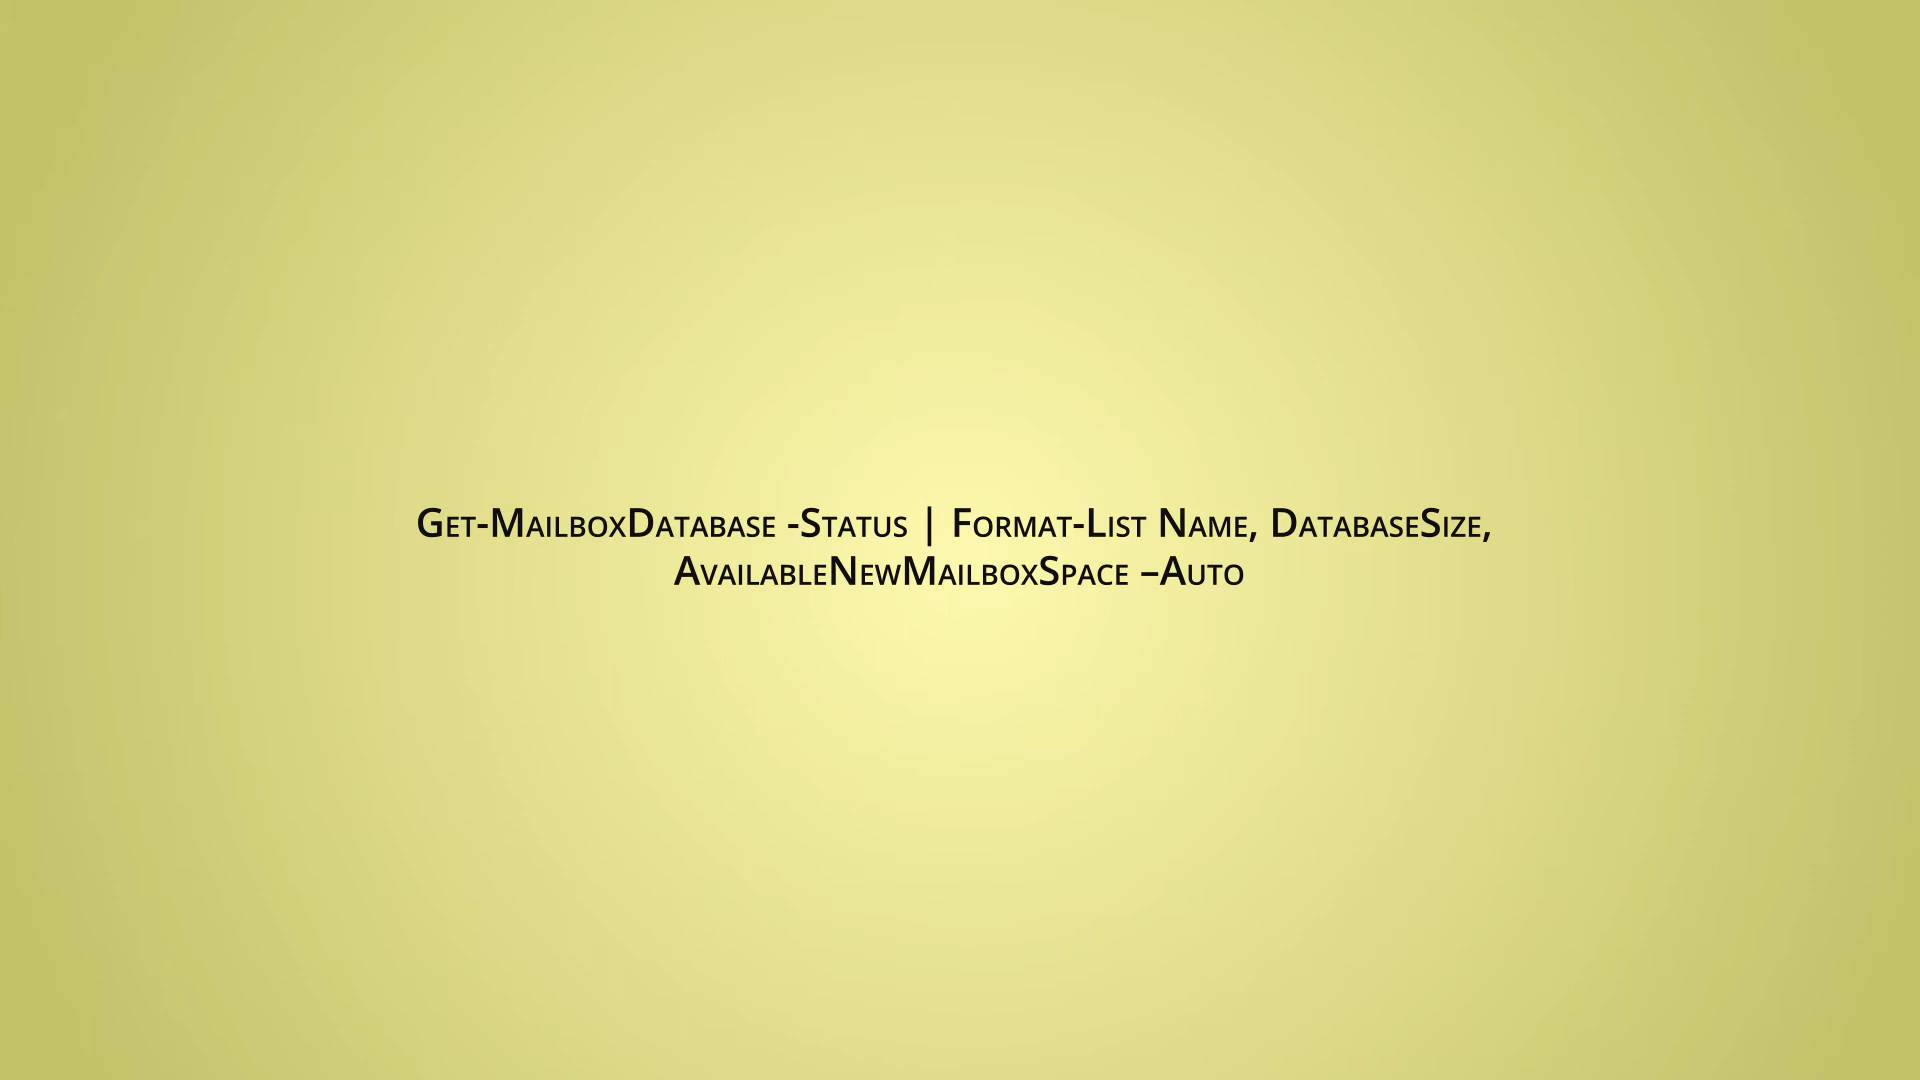 Get-MailboxDatabase -Status | Format-List Name, DatabaseSize,
AvailableNewMailboxSpace –Auto